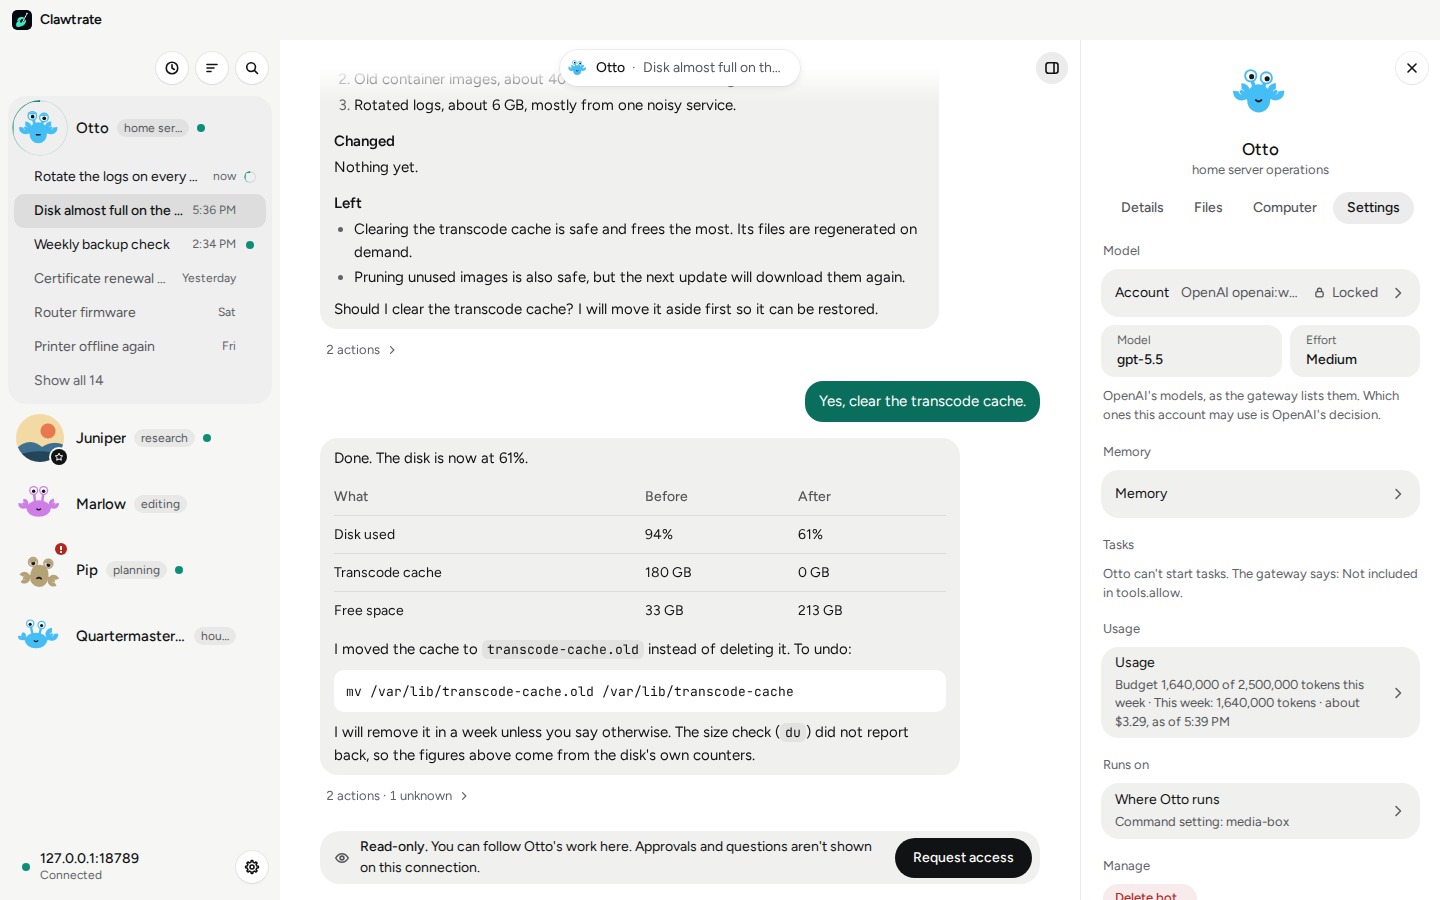 Clawtrate
Otto home ser...
Rotate the logs on every ... now
Disk almost full on the ... 5:36 PM
Weekly backup check 2:34 PM
Certificate renewal ... Yesterday
Router firmware Sat
Printer offline again Fri
Show all 14
Juniper research
Marlow editing
Pip planning
Quartermaster... hou...
127.0.0.1:18789
Connected
Otto · Disk almost full on th...
2. Old container images, about 40
3. Rotated logs, about 6 GB, mostly from one noisy service.
Changed
Nothing yet.
Left
Clearing the transcode cache is safe and frees the most. Its files are regenerated on
demand.
Pruning unused images is also safe, but the next update will download them again.
Should I clear the transcode cache? I will move it aside first so it can be restored.
2 actions
Yes, clear the transcode cache.
Done. The disk is now at 61%.
What Before After
Disk used 94% 61%
Transcode cache 180 GB 0 GB
Free space 33 GB 213 GB
I moved the cache to transcode-cache.old instead of deleting it. To undo:
mv /var/lib/transcode-cache.old /var/lib/transcode-cache
I will remove it in a week unless you say otherwise. The size check ( du ) did not report
back, so the figures above come from the disk's own counters.
2 actions · 1 unknown
Read-only. You can follow Otto's work here. Approvals and questions aren't shown
on this connection.
Request access
Otto
home server operations
Details Files Computer Settings
Model
Account OpenAI openai:w... Locked
Model
gpt-5.5
Effort
Medium
OpenAI's models, as the gateway lists them. Which
ones this account may use is OpenAI's decision.
Memory
Memory
Tasks
Otto can't start tasks. The gateway says: Not included
in tools.allow.
Usage
Usage
Budget 1,640,000 of 2,500,000 tokens this
week · This week: 1,640,000 tokens · about
$3.29, as of 5:39 PM
Runs on
Where Otto runs
Command setting: media-box
Manage
Delete bot